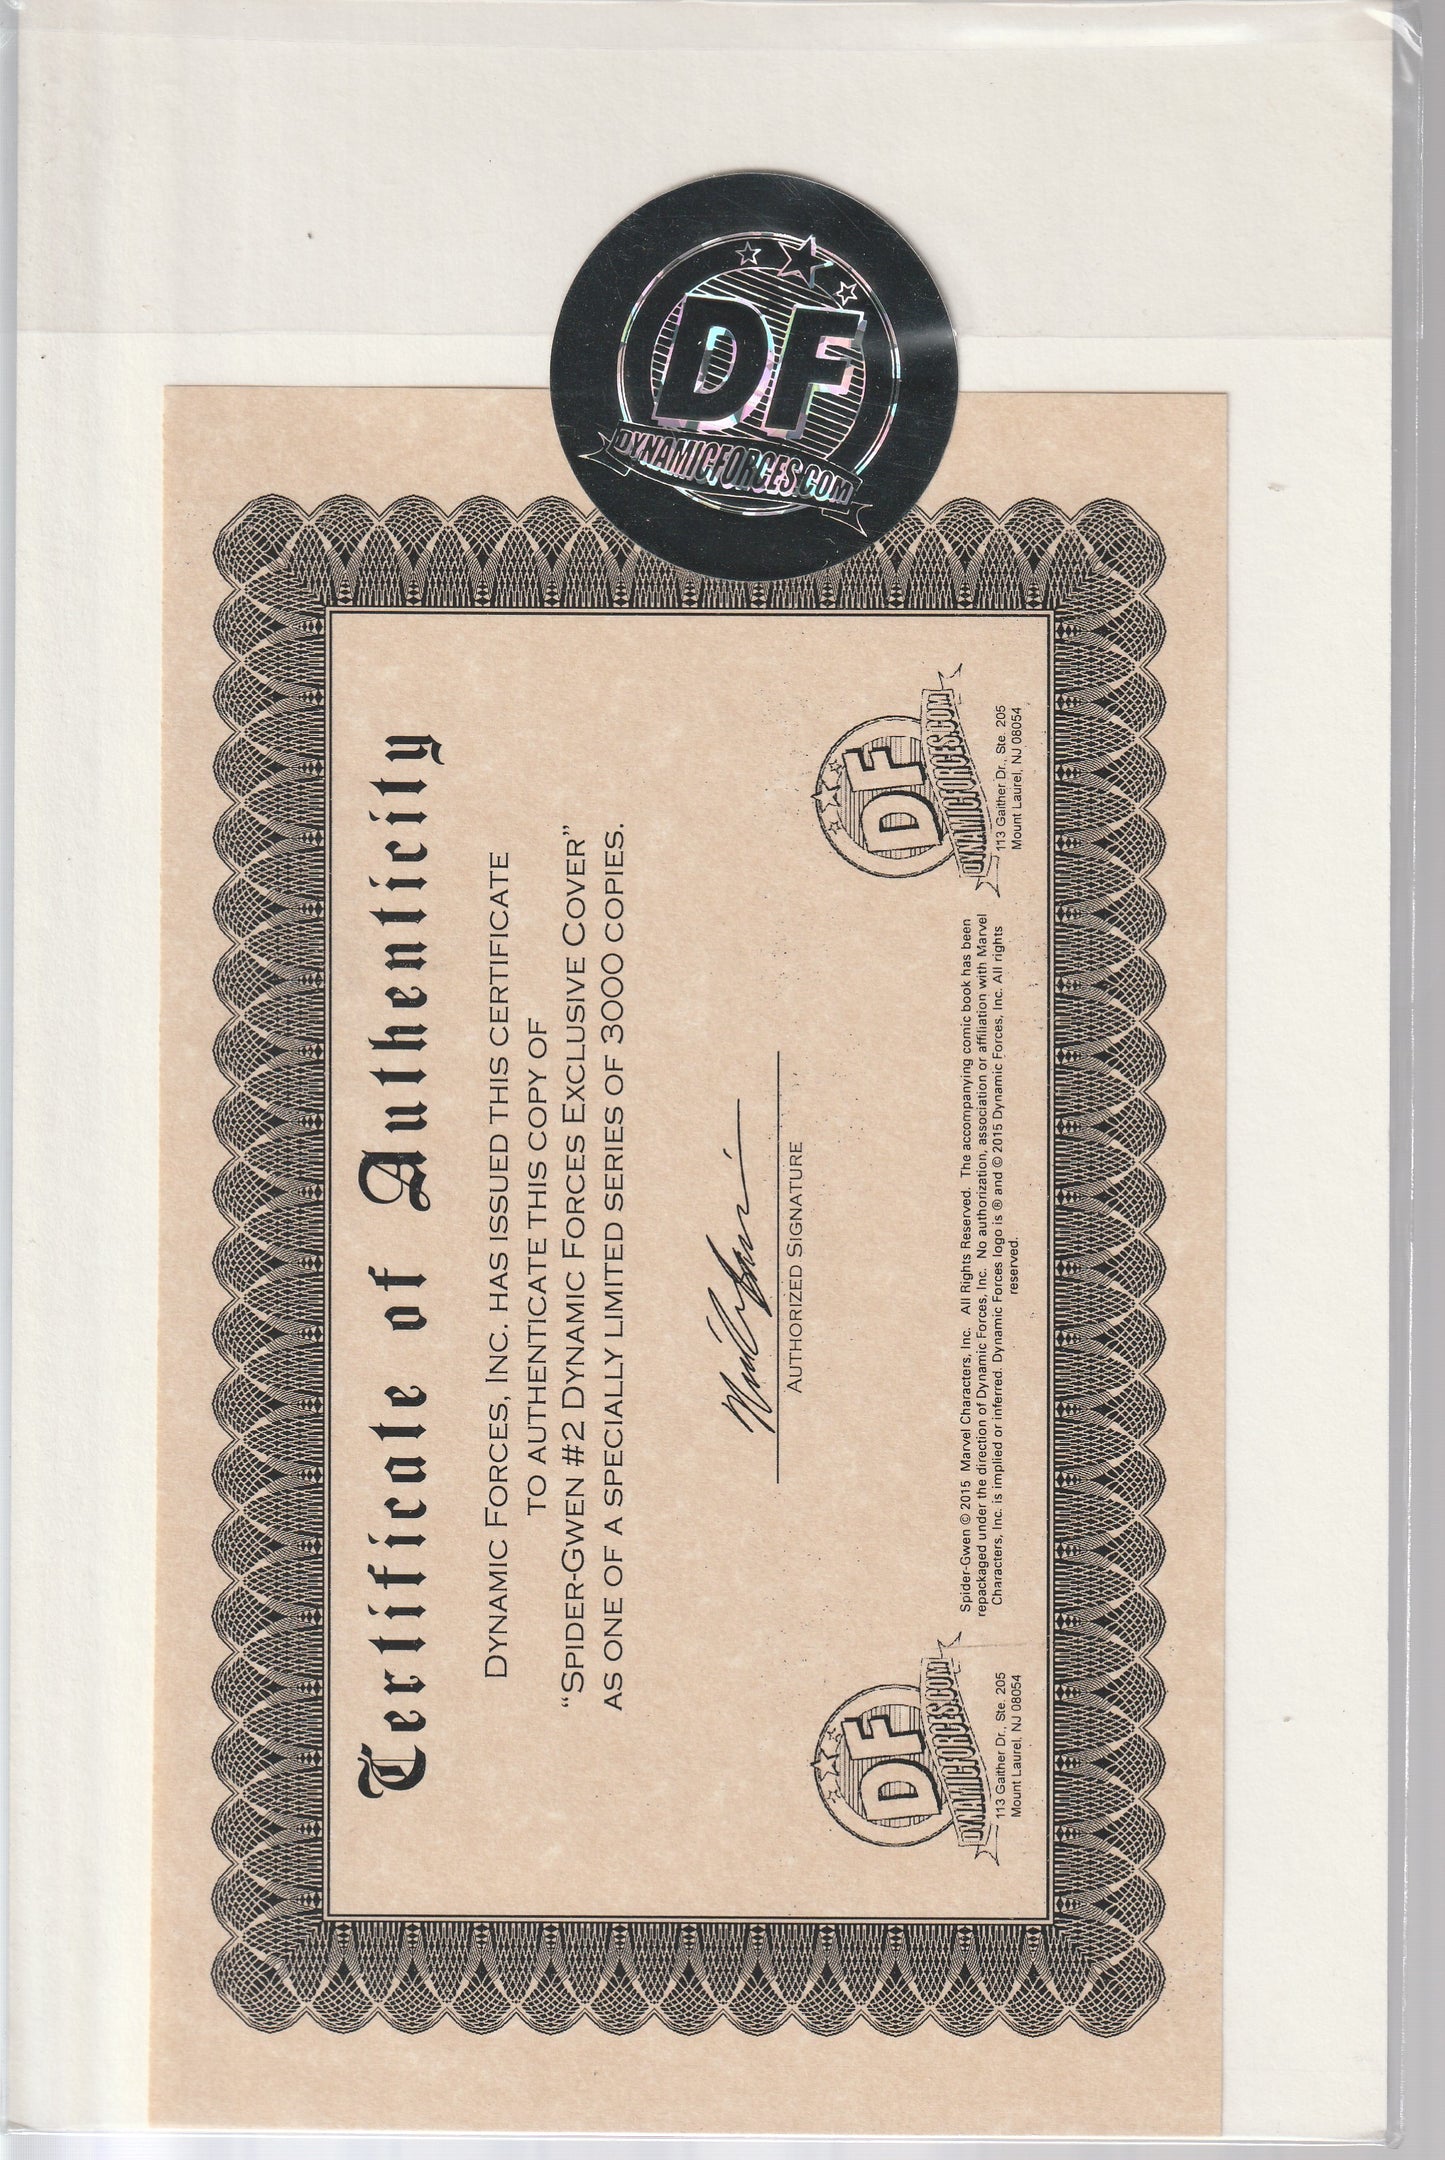 DF
DYNAMICFORCES.COM
Certificate of Authenticity
DYNAMIC FORCES, INC. HAS ISSUED THIS CERTIFICATE
TO AUTHENTICATE THIS COPY OF
“SPIDER-GWEN #2 DYNAMIC FORCES EXCLUSIVE COVER”
AS ONE OF A SPECIALLY LIMITED SERIES OF 3000 COPIES.
AUTHORIZED SIGNATURE
DF
DYNAMICFORCES.COM
113 Gaither Dr., Ste. 205
Mount Laurel, NJ 08054
Spider-Gwen © 2015 Marvel Characters, Inc. All Rights Reserved. The accompanying comic book has been
repackaged under the direction of Dynamic Forces, Inc. No authorization, association or affiliation with Marvel
Characters, Inc. is implied or inferred. Dynamic Forces logo is ® and © 2015 Dynamic Forces, Inc. All rights
reserved.
DF
DYNAMICFORCES.COM
113 Gaither Dr., Ste. 205
Mount Laurel, NJ 08054